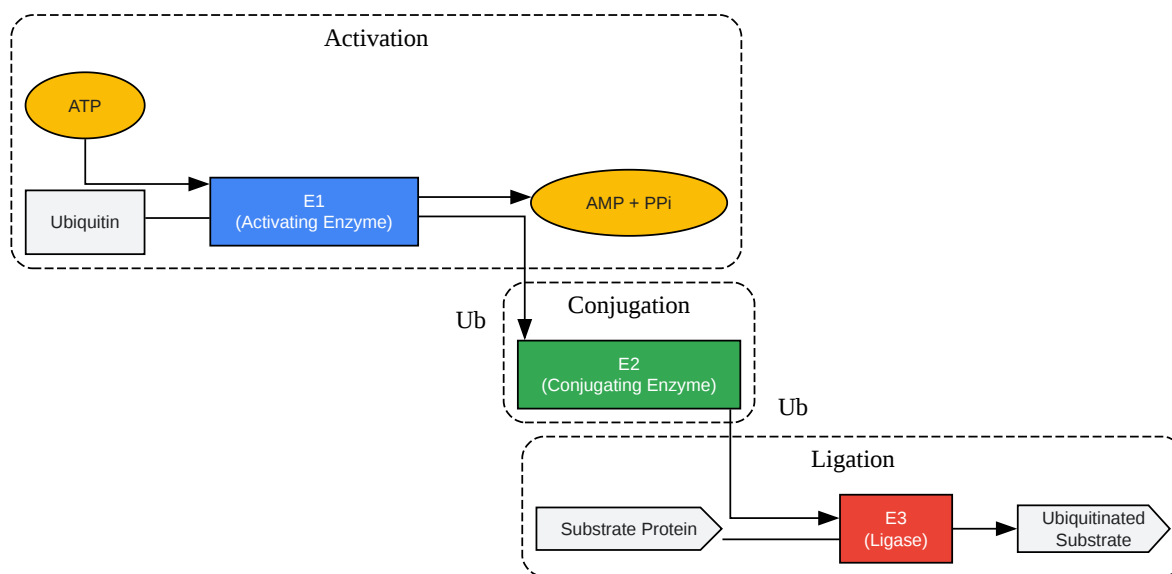 Activation
ATP
Ubiquitin
E1
(Activating Enzyme)
AMP + PPi
Ub
Conjugation
E2
(Conjugating Enzyme)
Ub
Ligation
Substrate Protein
E3
(Ligase)
Ubiquitinated
Substrate